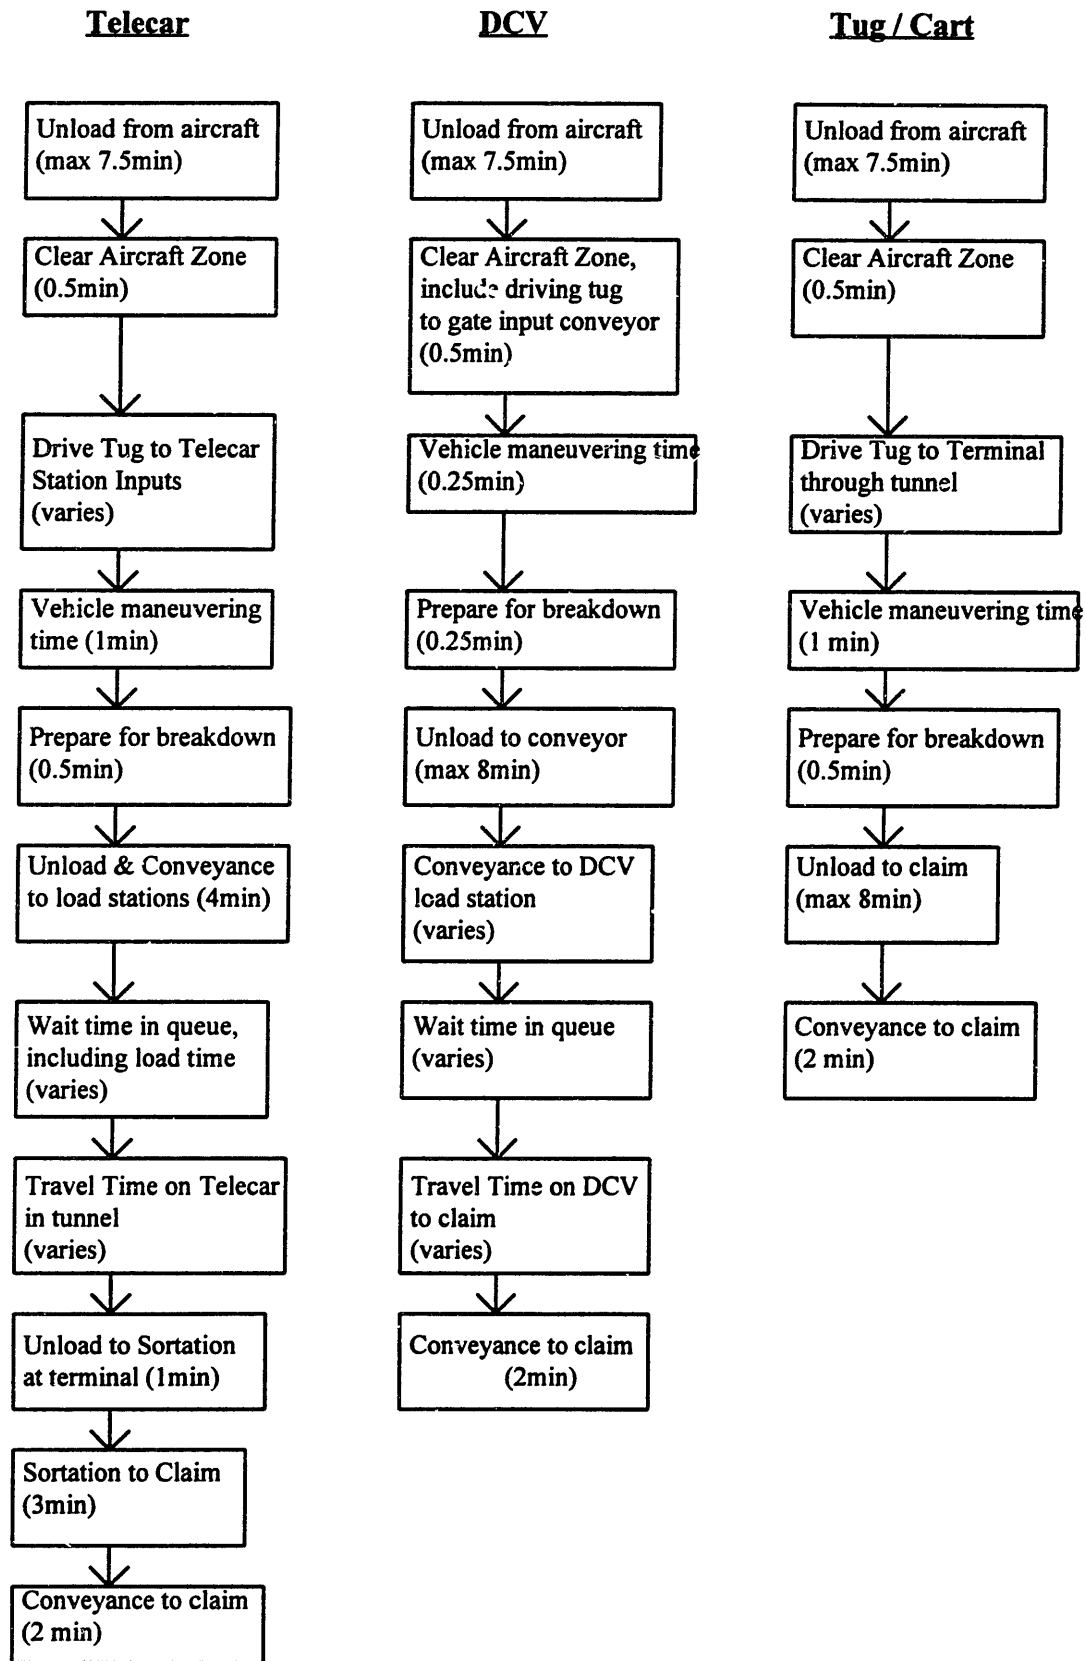 Telecar
Unload from aircraft
(max 7.5min)
Clear Aircraft Zone
(0.5min)
Drive Tug to Telecar
Station Inputs
(varies)
Vehicle maneuvering
time (1min)
Prepare for breakdown
(0.5min)
Unload & Conveyance
to load stations (4min)
Wait time in queue,
including load time
(varies)
Travel Time on Telecar
in tunnel
(varies)
Unload to Sortation
at terminal (1min)
Sortation to Claim
(3min)
Conveyance to claim
(2 min)
DCV
Unload from aircraft
(max 7.5min)
Clear Aircraft Zone,
include driving tug
to gate input conveyor
(0.5min)
Vehicle maneuvering time
(0.25min)
Prepare for breakdown
(0.25min)
Unload to conveyor
(max 8min)
Conveyance to DCV
load station
(varies)
Wait time in queue
(varies)
Travel Time on DCV
to claim
(varies)
Conveyance to claim
(2min)
Tug / Cart
Unload from aircraft
(max 7.5min)
Clear Aircraft Zone
(0.5min)
Drive Tug to Terminal
through tunnel
(varies)
Vehicle maneuvering time
(1 min)
Prepare for breakdown
(0.5min)
Unload to claim
(max 8min)
Conveyance to claim
(2 min)